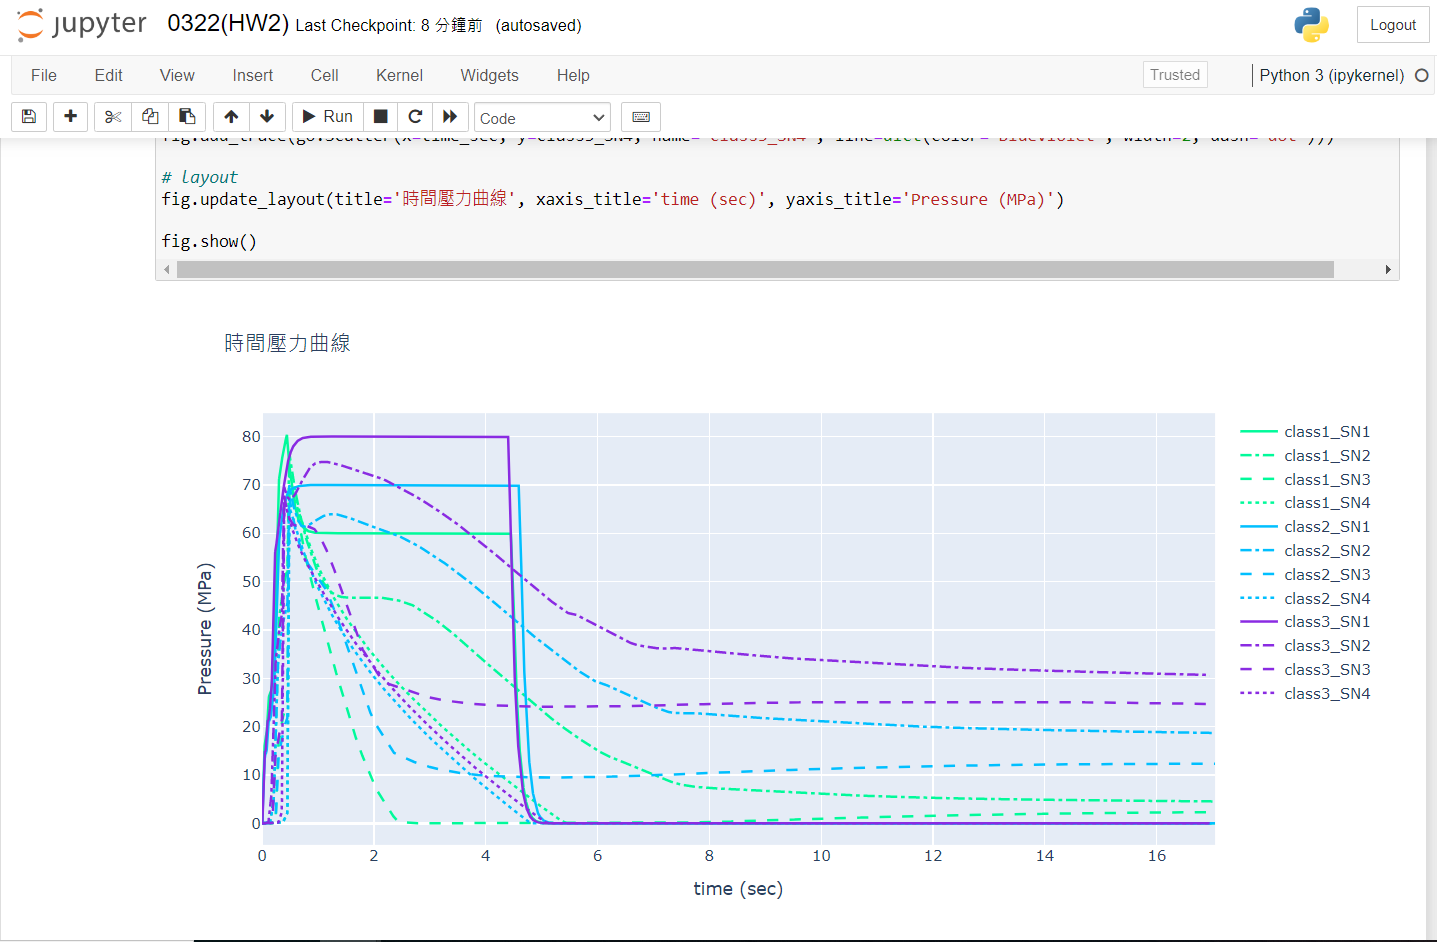 jupyter 0322(HW2) Last Checkpoint: 8 分鐘前 (autosaved) Logout
File Edit View Insert Cell Kernel Widgets Help Trusted Python 3 (ipykernel)
Run Code
fig.add_trace(go.Scatter(x=time_sec, y=class3_SN4, name='class3_SN4', line=dict(color='blueviolet', width=2, dash='dot')))
# layout
fig.update_layout(title='時間壓力曲線', xaxis_title='time (sec)', yaxis_title='Pressure (MPa)')
fig.show()
時間壓力曲線
80
70
60
50
40
30
20
10
0
Pressure (MPa)
0 2 4 6 8 10 12 14 16
time (sec)
class1_SN1
class1_SN2
class1_SN3
class1_SN4
class2_SN1
class2_SN2
class2_SN3
class2_SN4
class3_SN1
class3_SN2
class3_SN3
class3_SN4